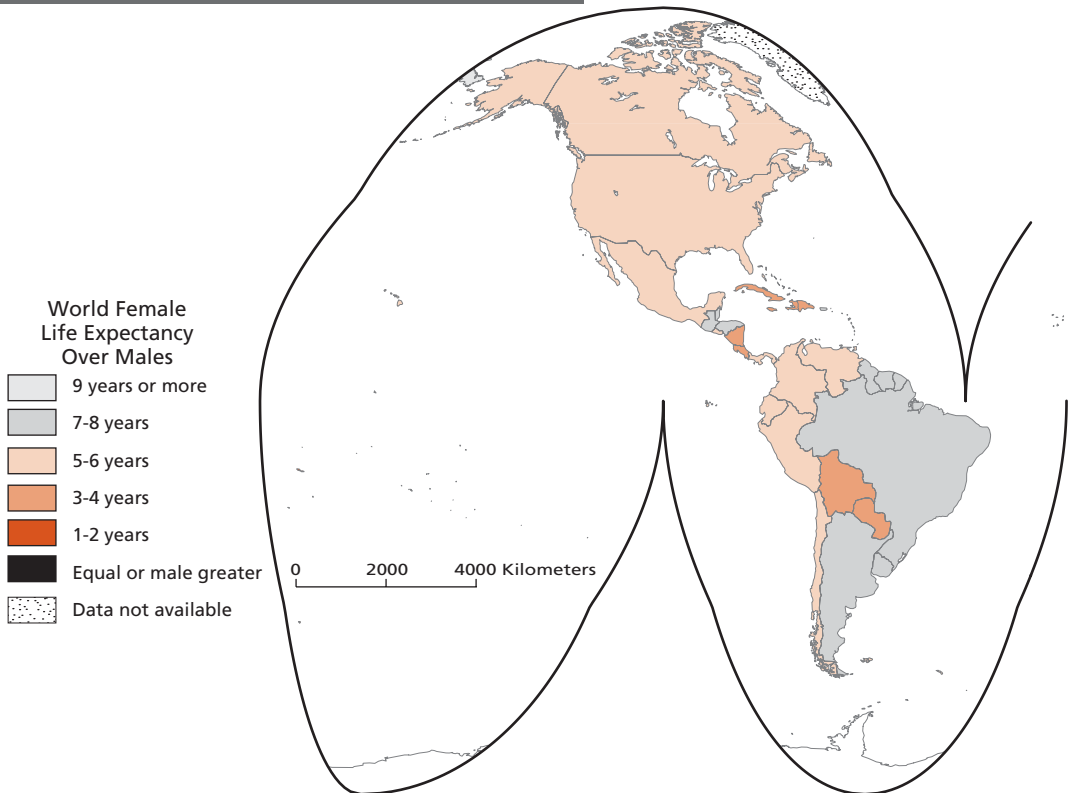 World Female
Life Expectancy
Over Males
9 years or more
7-8 years
5-6 years
3-4 years
1-2 years
Equal or male greater
Data not available
0 2000 4000 Kilometers